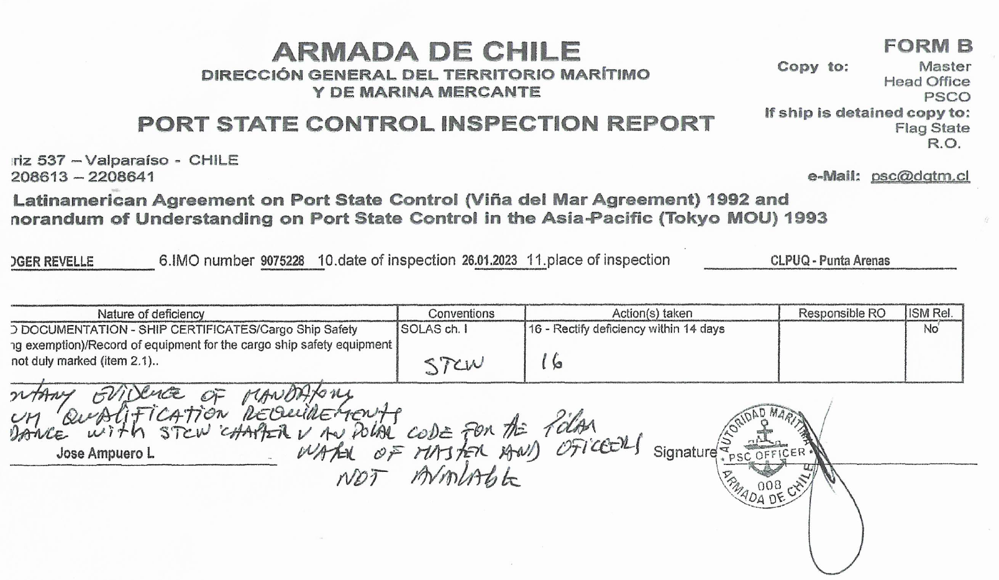 ARMADA DE CHILE
DIRECCIÓN GENERAL DEL TERRITORIO MARÍTIMO
Y DE MARINA MERCANTE
PORT STATE CONTROL INSPECTION REPORT
FORM B
Copy to: Master
Head Office
PSCO
If ship is detained copy to:
Flag State
R.O.
riz 537 – Valparaíso - CHILE
208613 – 2208641
e-Mail: psc@dgtm.cl
Latinamerican Agreement on Port State Control (Viña del Mar Agreement) 1992 and
norandum of Understanding on Port State Control in the Asia-Pacific (Tokyo MOU) 1993
OGER REVELLE 6.IMO number 9075228 10.date of inspection 26.01.2023 11.place of inspection CLPUQ - Punta Arenas
Nature of deficiency Conventions Action(s) taken Responsible RO ISM Rel.
DOCUMENTATION - SHIP CERTIFICATES/Cargo Ship Safety SOLAS ch. I 16 - Rectify deficiency within 14 days No
g exemption)/Record of equipment for the cargo ship safety equipment
not duly marked (item 2.1).. STCW 16
NTARY EVIDENCE OF MANDATORY
UM QUALIFICATION REQUIREMENTS
DANCE WITH STCW CHAPTER V AN POLAR CODE FOR THE POLAR
WATER OF MASTER AND OFICEERS
NOT AVAILABLE
Jose Ampuero L
Signature
AUTORIDAD MARITIMA
PSC OFFICER
008
ARMADA DE CHILE